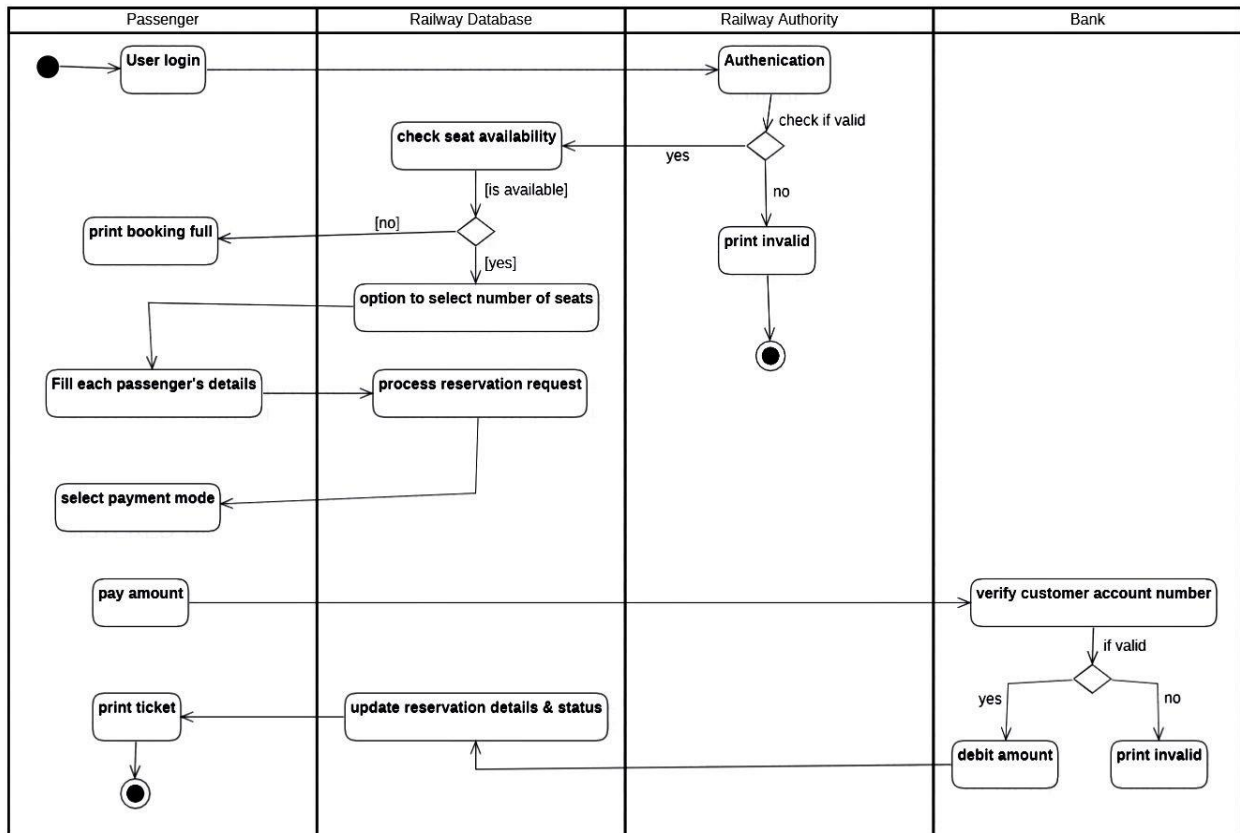 Passenger
Railway Database
Railway Authority
Bank
User login
Authenication
check if valid
check seat availability
yes
no
[is available]
print booking full
[no]
print invalid
[yes]
option to select number of seats
Fill each passenger's details
process reservation request
select payment mode
pay amount
verify customer account number
if valid
yes
no
print ticket
update reservation details & status
debit amount
print invalid